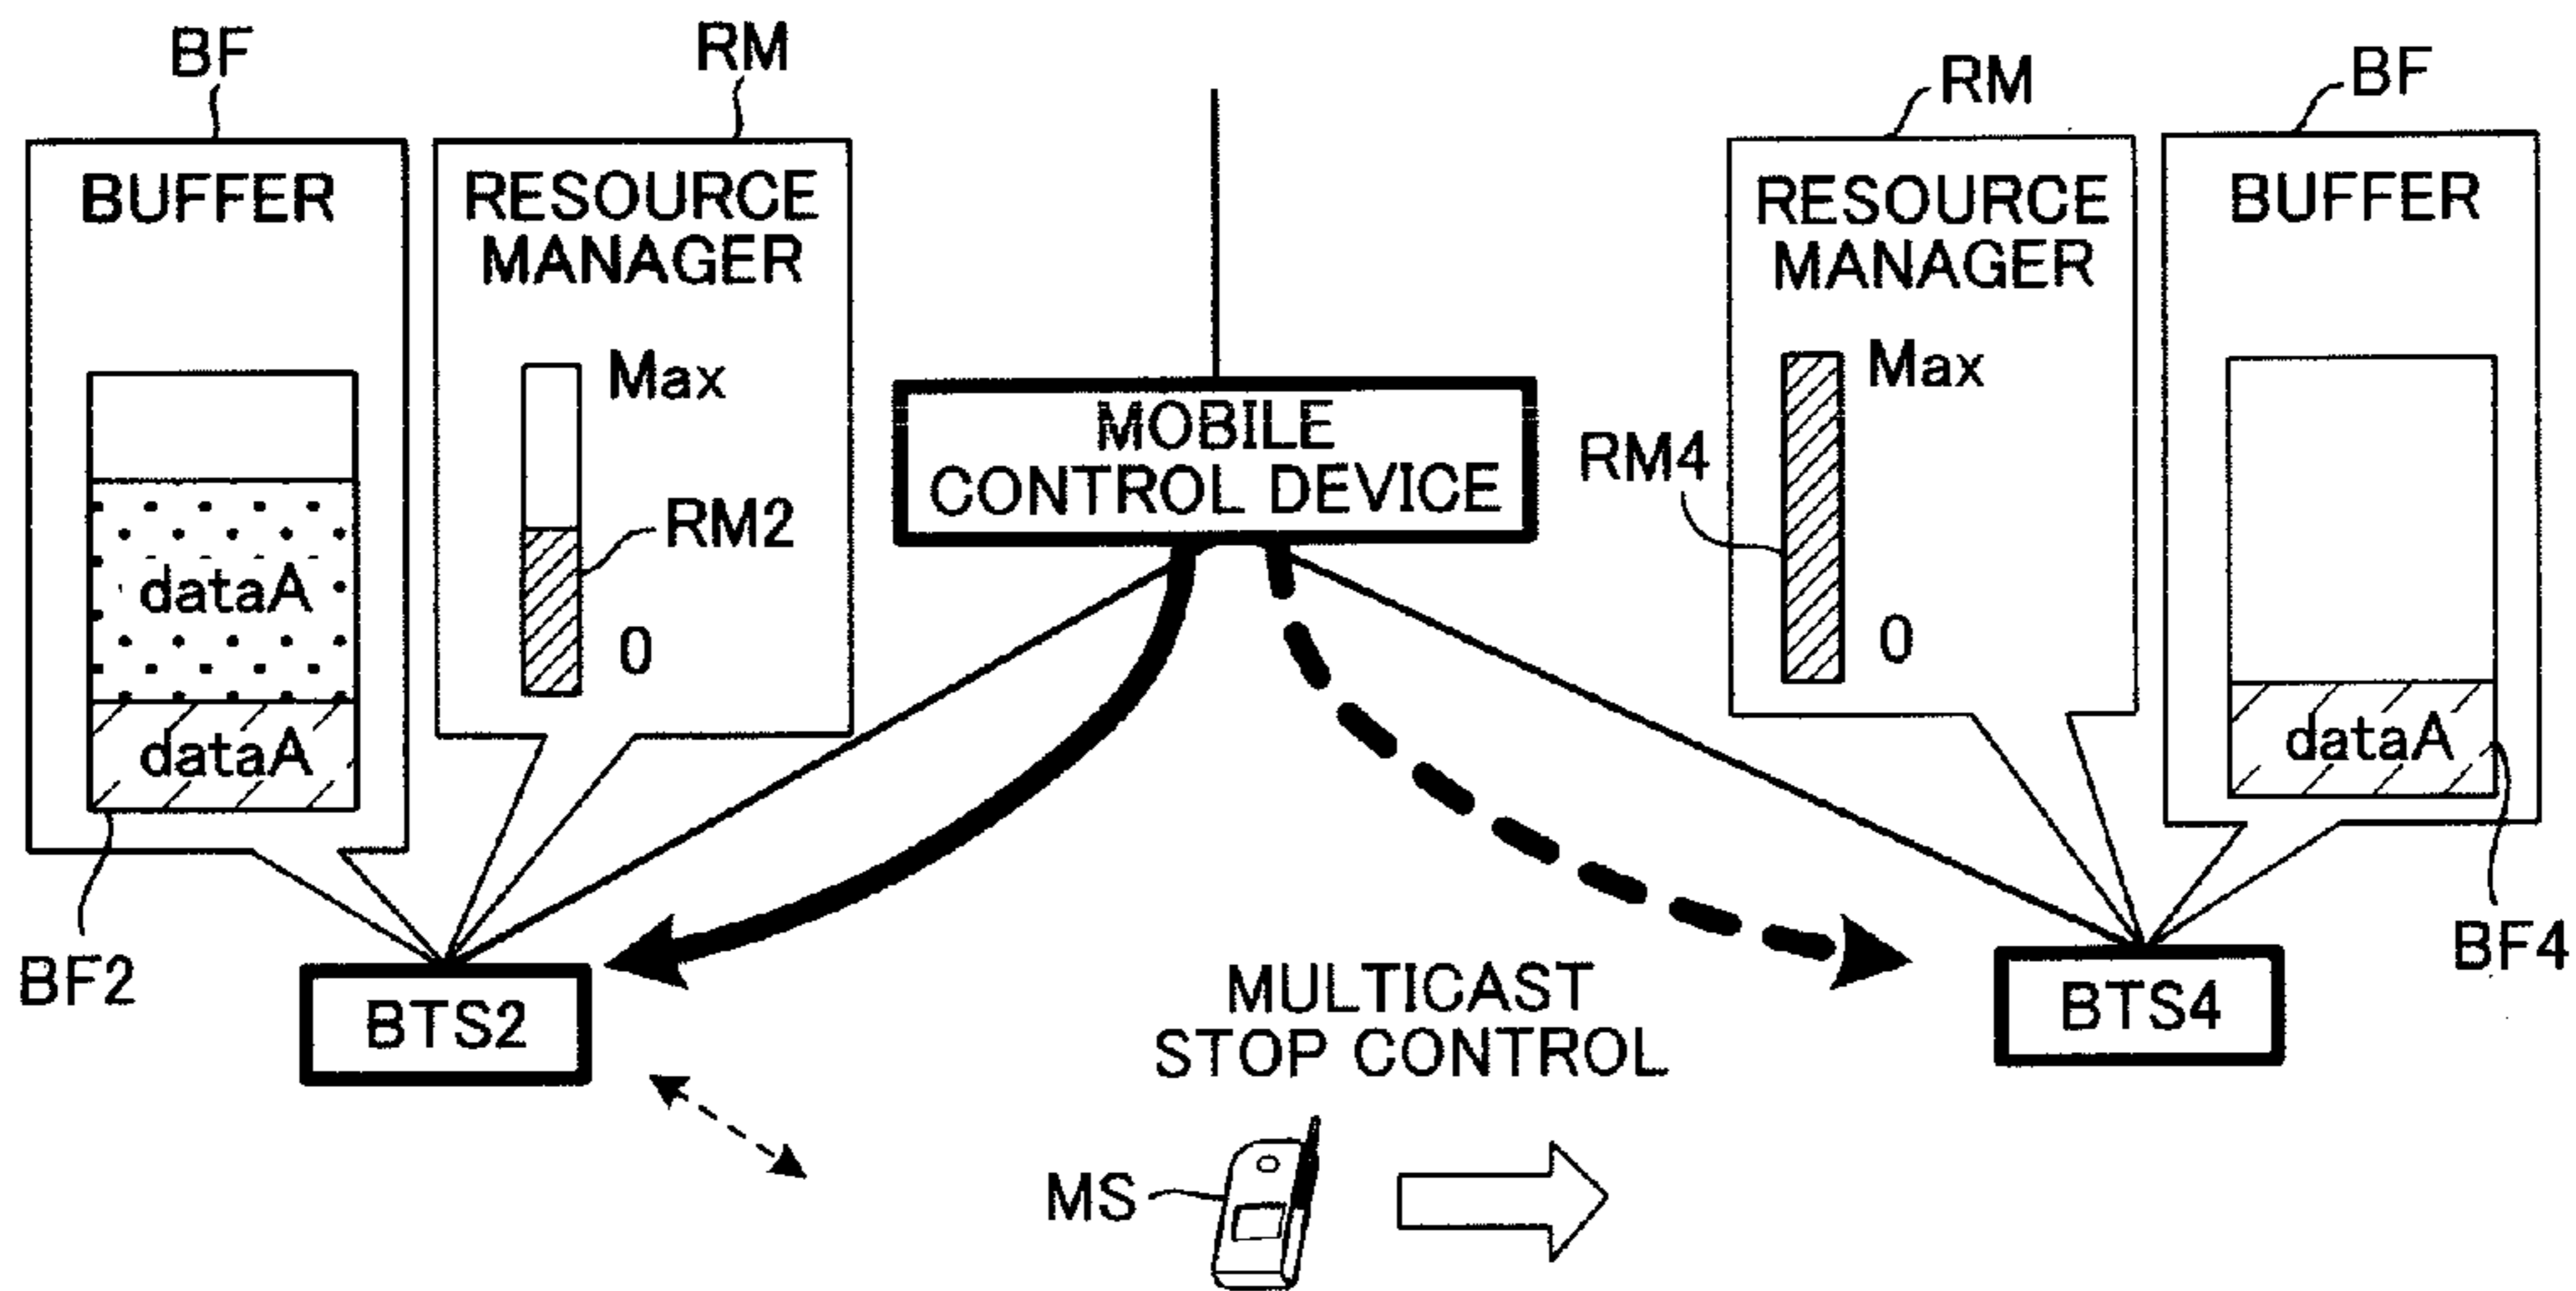 BF
RM
RM
BF
BUFFER
RESOURCE
MANAGER
Max
RM2
0
dataA
dataA
BF2
BTS2
MOBILE
CONTROL DEVICE
RESOURCE
MANAGER
Max
RM4
0
BUFFER
dataA
BF4
BTS4
MULTICAST
STOP CONTROL
MS